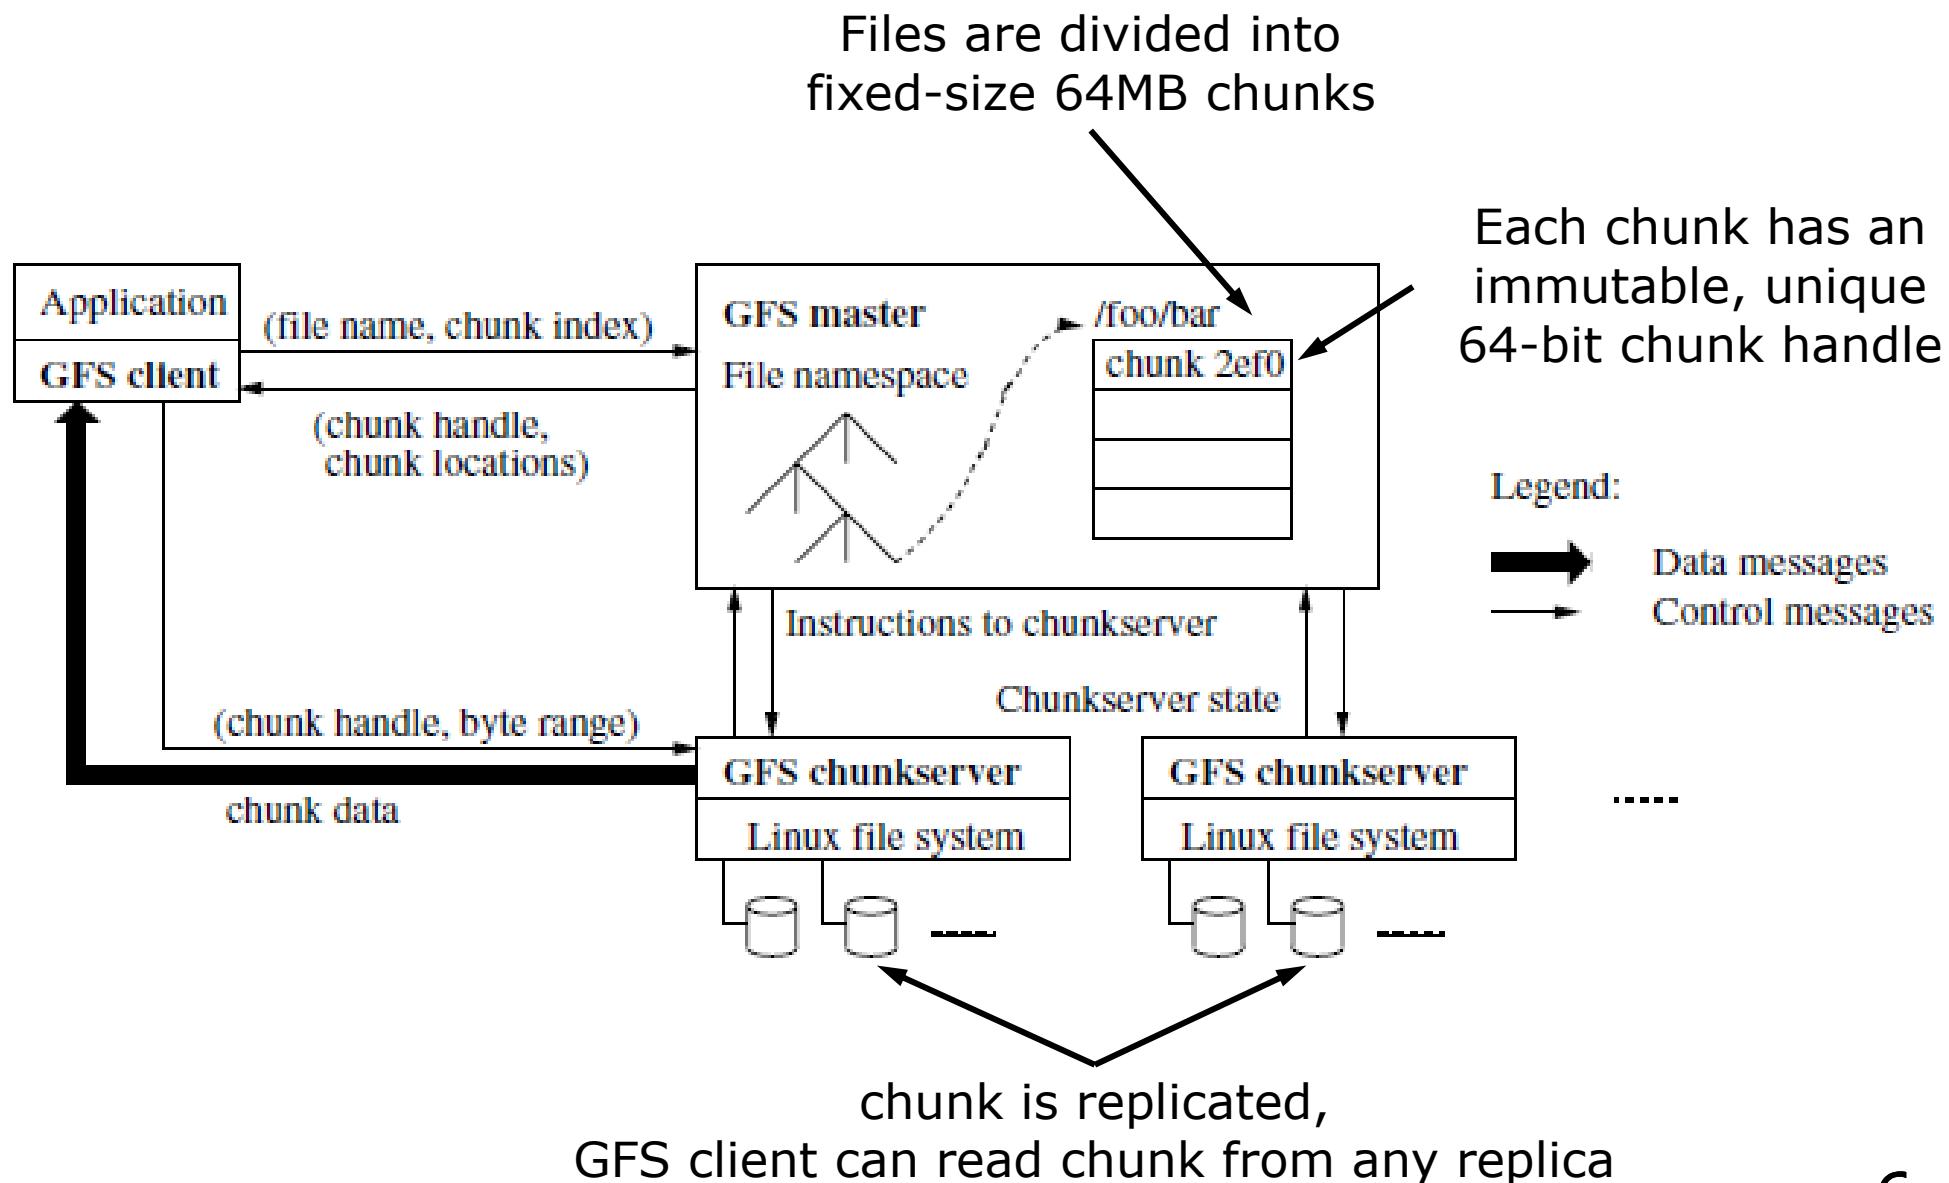 Files are divided into
fixed-size 64MB chunks
Each chunk has an
immutable, unique
64-bit chunk handle
Application
GFS client
(file name, chunk index)
(chunk handle,
chunk locations)
GFS master
File namespace
/foo/bar
chunk 2ef0
Legend:
Data messages
Control messages
Instructions to chunkserver
Chunkserver state
(chunk handle, byte range)
chunk data
GFS chunkserver
Linux file system
GFS chunkserver
Linux file system
chunk is replicated,
GFS client can read chunk from any replica